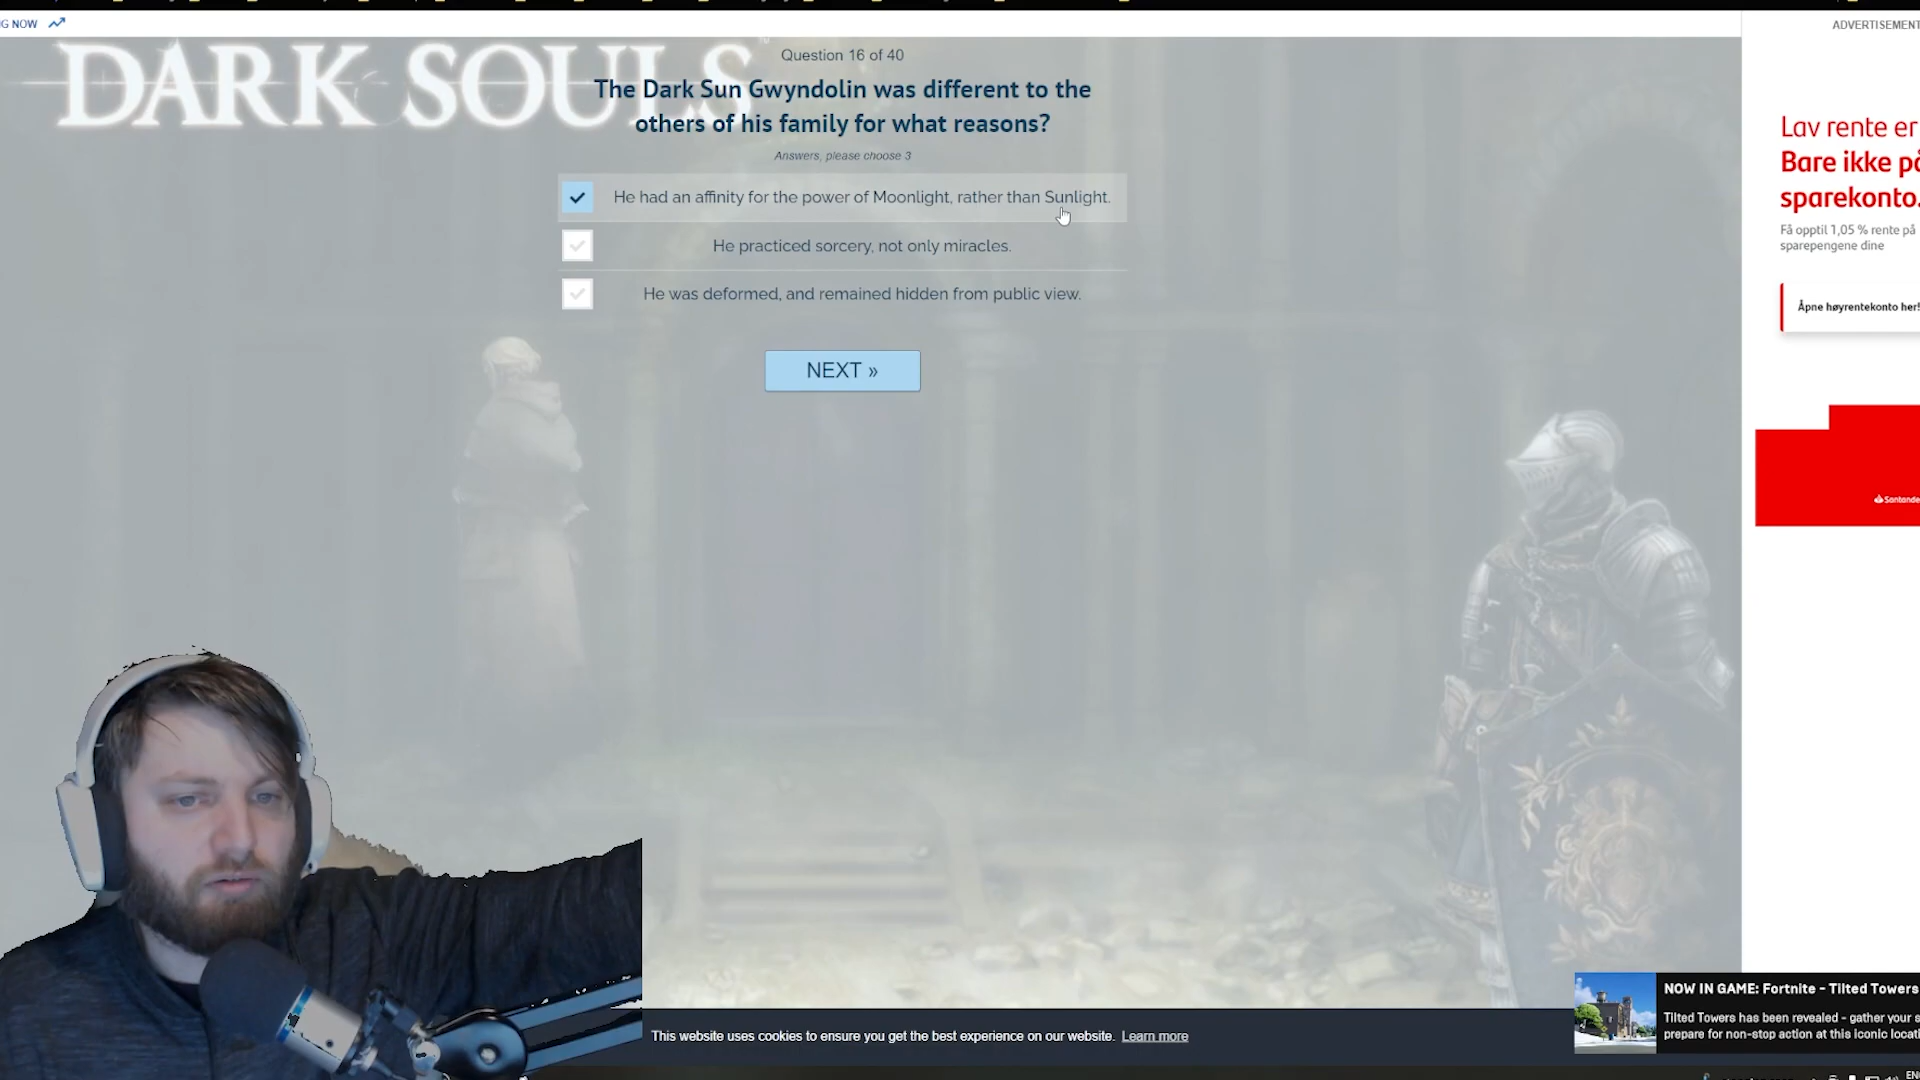 G NOW
ADVERTISEMENT
DARK SOULS
Question 16 of 40
The Dark Sun Gwyndolin was different to the
others of his family for what reasons?
Answers, please choose 3
He had an affinity for the power of Moonlight, rather than Sunlight.
He practiced sorcery, not only miracles.
He was deformed, and remained hidden from public view.
NEXT »
Lav rente er
Bare ikke på
sparekonto.
Få opptil 1,05 % rente på
sparepengene dine
Åpne høyrentekonto her!
Santande
NOW IN GAME: Fortnite - Tilted Towers
Tilted Towers has been revealed - gather your s
prepare for non-stop action at this iconic locati
This website uses cookies to ensure you get the best experience on our website. Learn more
ENG